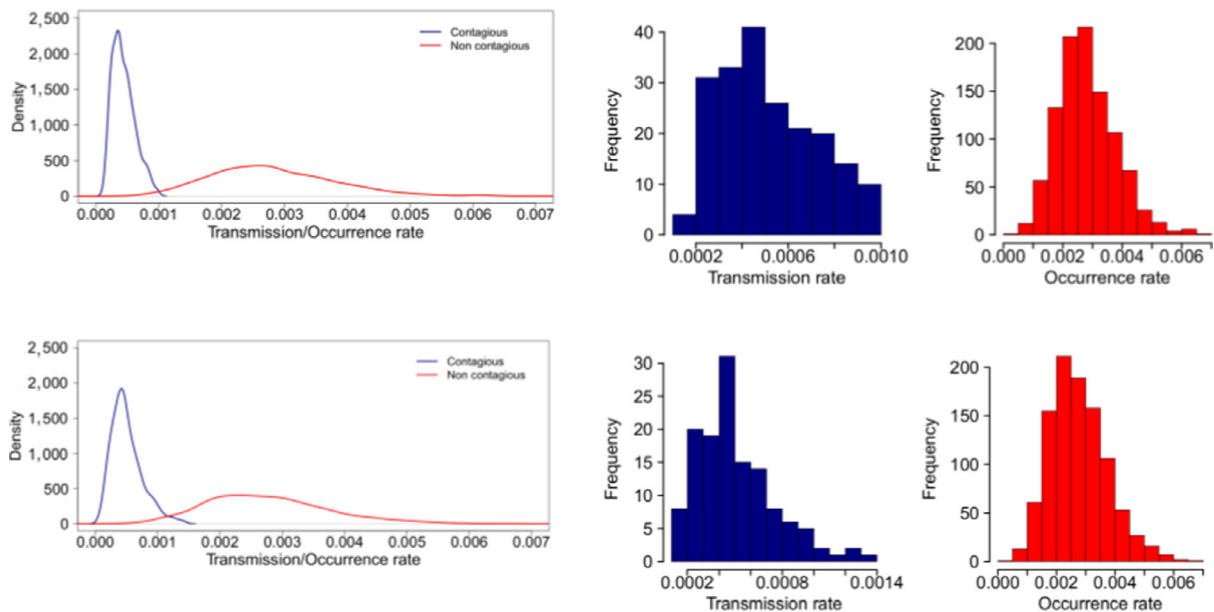 2,500
2,000
1,500
1,000
500
0
Density
Contagious
Non contagious
0.000 0.001 0.002 0.003 0.004 0.005 0.006 0.007
Transmission/Occurrence rate
40
30
20
10
0
Frequency
0.0002 0.0006 0.0010
Transmission rate
200
150
100
50
0
Frequency
0.000 0.002 0.004 0.006
Occurrence rate
2,500
2,000
1,500
1,000
500
0
Density
Contagious
Non contagious
0.000 0.001 0.002 0.003 0.004 0.005 0.006 0.007
Transmission/Occurrence rate
30
25
20
15
10
5
0
Frequency
0.0002 0.0008 0.0014
Transmission rate
200
150
100
50
0
Frequency
0.000 0.002 0.004 0.006
Occurrence rate